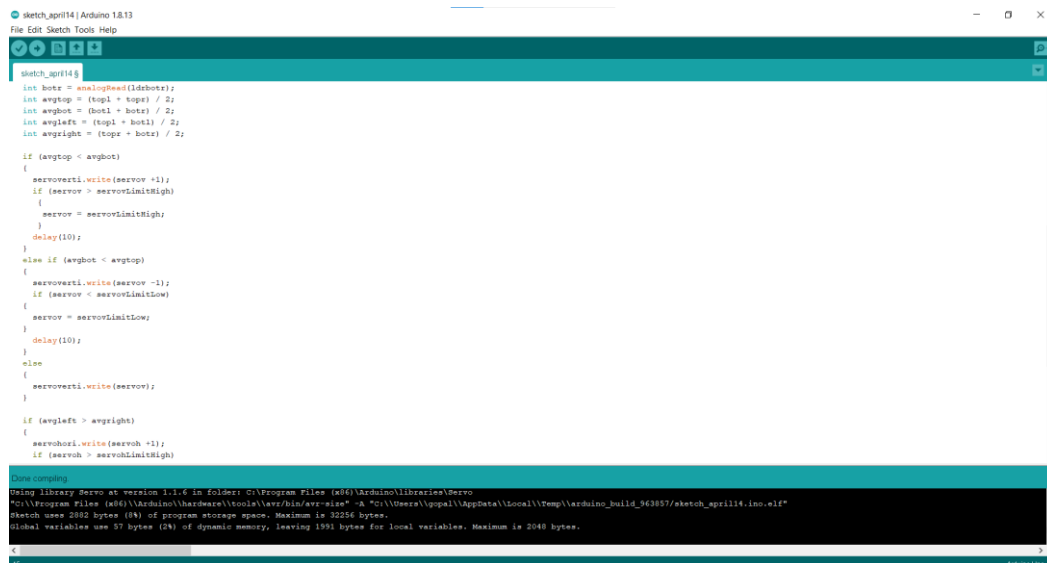 sketch_april14 | Arduino 1.8.13
File Edit Sketch Tools Help
sketch_april14 §
int botr = analogRead(ldrbotr);
int avgtop = (topl + topr) / 2;
int avgbot = (botl + botr) / 2;
int avgleft = (topl + botl) / 2;
int avgright = (topr + botr) / 2;
if (avgtop < avgbot)
{
servoverti.write(servov +1);
if (servov > servovLimitHigh)
{
servov = servovLimitHigh;
}
delay(10);
}
else if (avgbot < avgtop)
{
servoverti.write(servov -1);
if (servov < servovLimitLow)
{
servov = servovLimitLow;
}
delay(10);
}
else
{
servoverti.write(servov);
}
if (avgleft > avgright)
{
servohori.write(servoh +1);
if (servoh > servohLimitHigh)
Done compiling.
Using library Servo at version 1.1.6 in folder: C:\Program Files (x86)\Arduino\libraries\Servo
"C:\\Program Files (x86)\\Arduino\\hardware\\tools\\avr/bin/avr-size" -A "C:\\Users\\gopal\\AppData\\Local\\Temp\\arduino_build_963857/sketch_april14.ino.elf"
Sketch uses 2882 bytes (8%) of program storage space. Maximum is 32256 bytes.
Global variables use 57 bytes (2%) of dynamic memory, leaving 1991 bytes for local variables. Maximum is 2048 bytes.